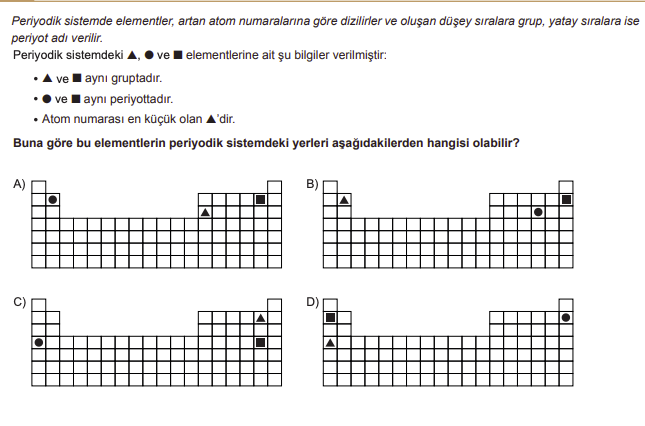 Periyodik sistemde elementler, artan atom numaralarına göre dizilirler ve oluşan düşey sıralara grup, yatay sıralara ise
periyot adı verilir.
Periyodik sistemdeki ▲, ● ve ■ elementlerine ait şu bilgiler verilmiştir:
• ▲ ve ■ aynı gruptadır.
• ● ve ■ aynı periyottadır.
• Atom numarası en küçük olan ▲'dir.
Buna göre bu elementlerin periyodik sistemdeki yerleri aşağıdakilerden hangisi olabilir?
A)
B)
C)
D)